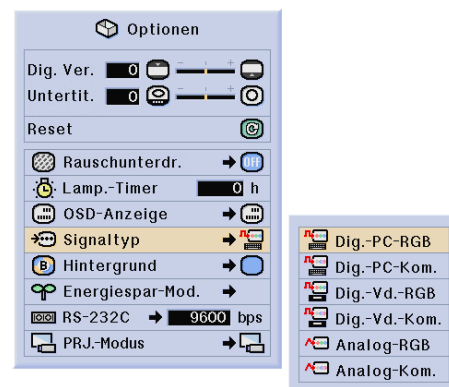 Optionen
Dig. Ver. 0 - +
Untertit. 0 - +
Reset
Rauschunterdr. OFF
Lamp.-Timer 0 h
OSD-Anzeige
Signaltyp
B Hintergrund
Energiespar-Mod.
RS-232C 9600 bps
PRJ.-Modus
Dig.-PC-RGB
Dig.-PC-Kom.
Dig.-Vd.-RGB
Dig.-Vd.-Kom.
Analog-RGB
Analog-Kom.